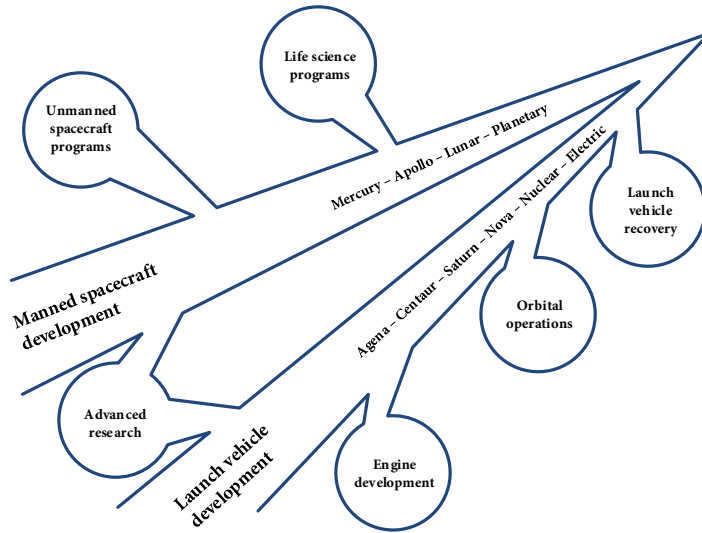 Life science
programs
Unmanned
spacecraft
programs
Mercury – Apollo – Lunar – Planetary
Launch
vehicle
recovery
Manned spacecraft
development
Agena – Centaur – Saturn – Nova – Nuclear – Electric
Orbital
operations
Advanced
research
Launch vehicle
development
Engine
development